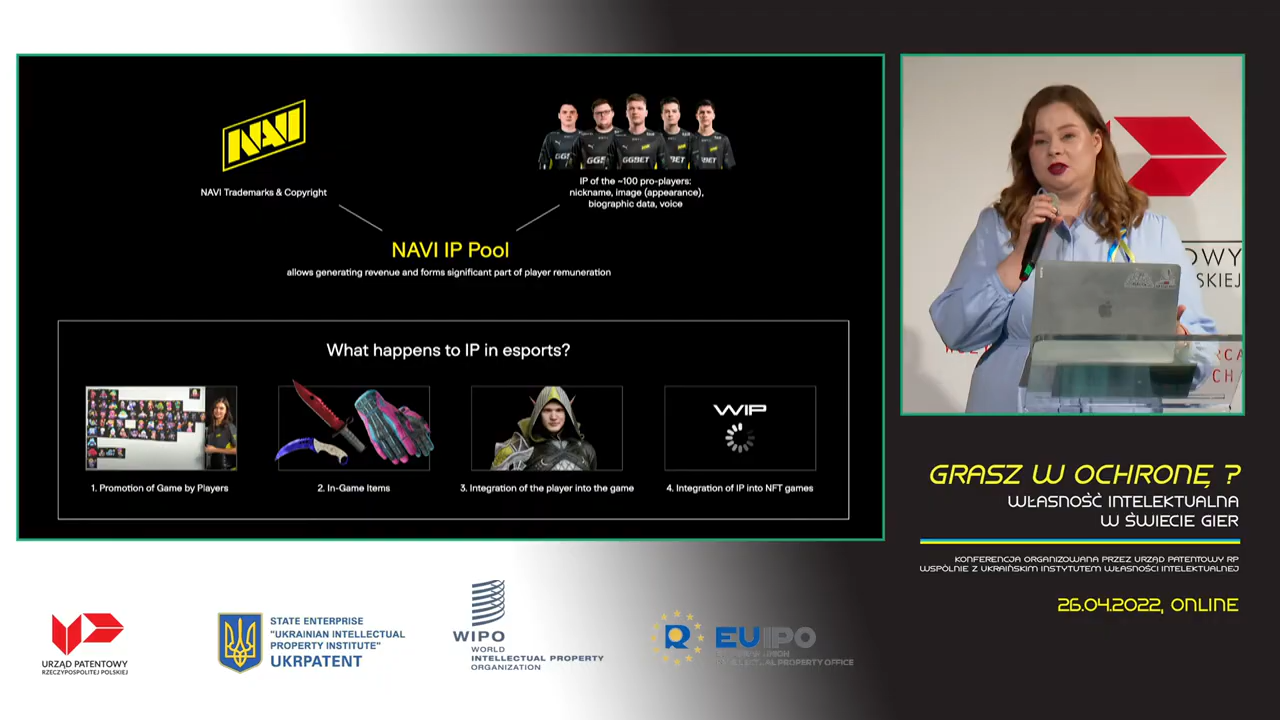 NAVI
NAVI Trademarks & Copyright
GGBET
IP of the ~100 pro-players:
nickname, image (appearance),
biographic data, voice
NAVI IP Pool
allows generating revenue and forms significant part of player remuneration
What happens to IP in esports?
WIP
1. Promotion of Game by Players
2. In-Game Items
3. Integration of the player into the game
4. Integration of IP into NFT games
OWY
SKIEJ
CH
GRASZ W OCHRONĘ ?
WŁASNOŚĆ INTELEKTUALNA
W ŚWIECIE GIER
KONFERENCJA ORGANIZOWANA PRZEZ URZĄD PATENTOWY RP
WSPÓLNIE Z UKRAIŃSKIM INSTYTUTEM WŁASNOŚCI INTELEKTUALNEJ
26.04.2022, ONLINE
URZĄD PATENTOWY
RZECZYPOSPOLITEJ POLSKIEJ
STATE ENTERPRISE
"UKRAINIAN INTELLECTUAL
PROPERTY INSTITUTE"
UKRPATENT
WIPO
WORLD
INTELLECTUAL PROPERTY
ORGANIZATION
R
EUIPO
INTELLECTUAL PROPERTY OFFICE